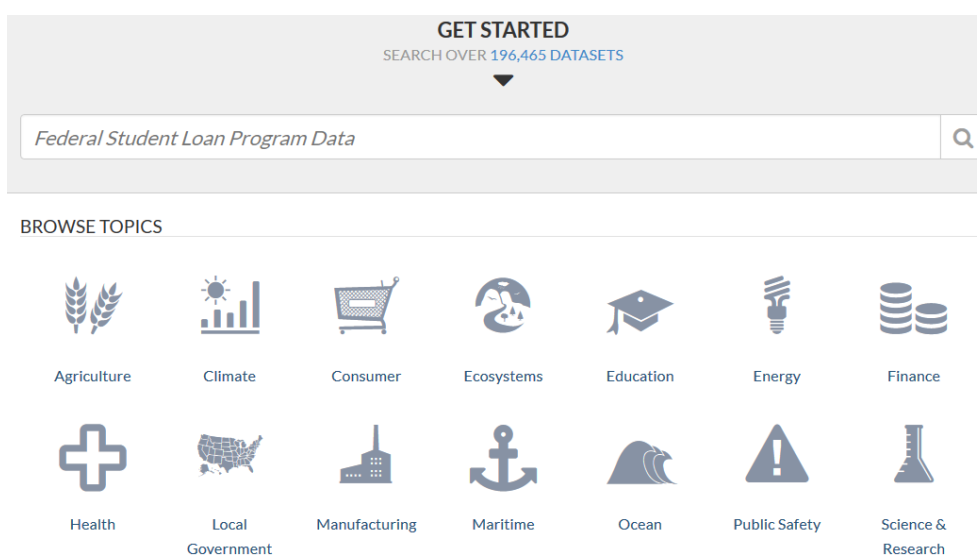 GET STARTED
SEARCH OVER 196,465 DATASETS
Federal Student Loan Program Data
BROWSE TOPICS
Agriculture
Climate
Consumer
Ecosystems
Education
Energy
Finance
Health
Local
Government
Manufacturing
Maritime
Ocean
Public Safety
Science &
Research